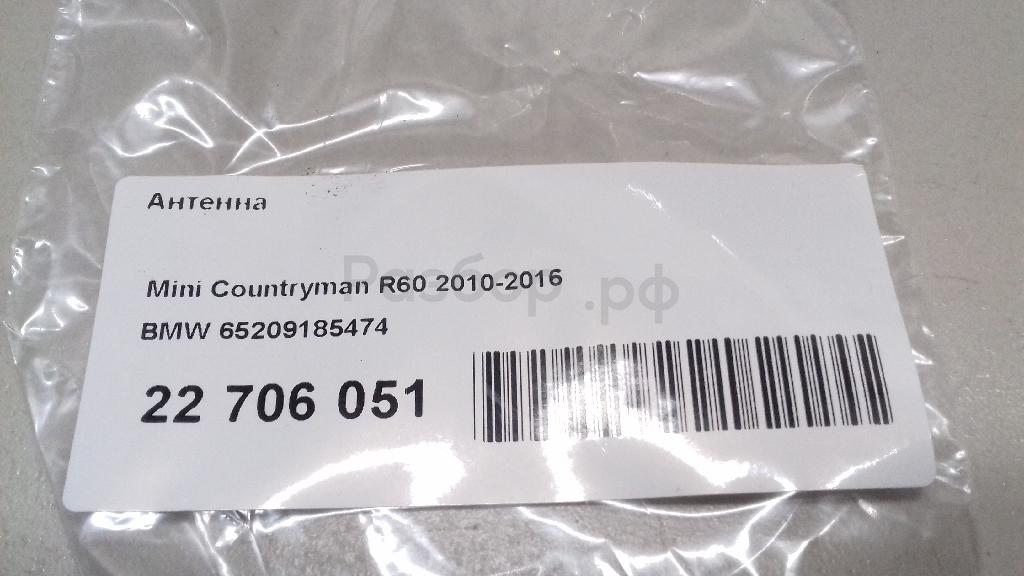 Антенна
Mini Countryman R60 2010-2016
Разбор.рф
BMW 65209185474
22 706 051